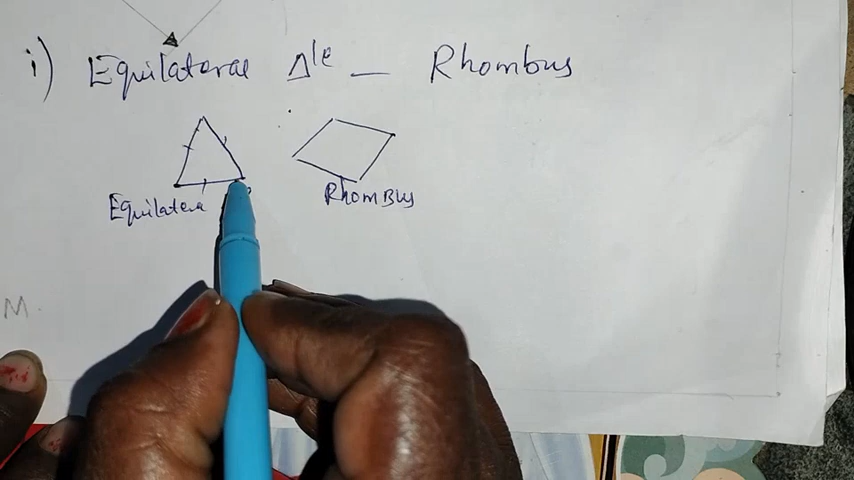 i) Equilateral Δle — Rhombus
Equilatera Rhombus
M